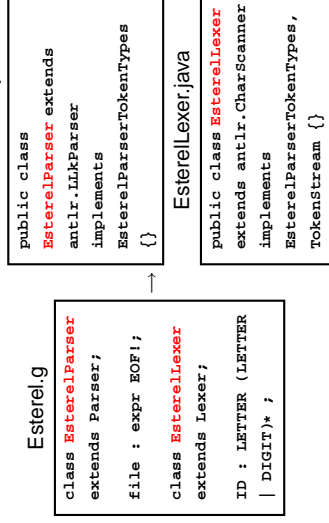 Esterel.g
class EsterelParser
extends Parser;
file : expr EOF!;
class EsterelLexer
extends Lexer;
ID : LETTER (LETTER
| DIGIT)* ;
→
public class
EsterelParser extends
antlr.LLkParser
implements
EsterelParserTokenTypes
{}
EsterelLexer.java
public class EsterelLexer
extends antlr.CharScanner
implements
EsterelParserTokenTypes,
TokenStream {}